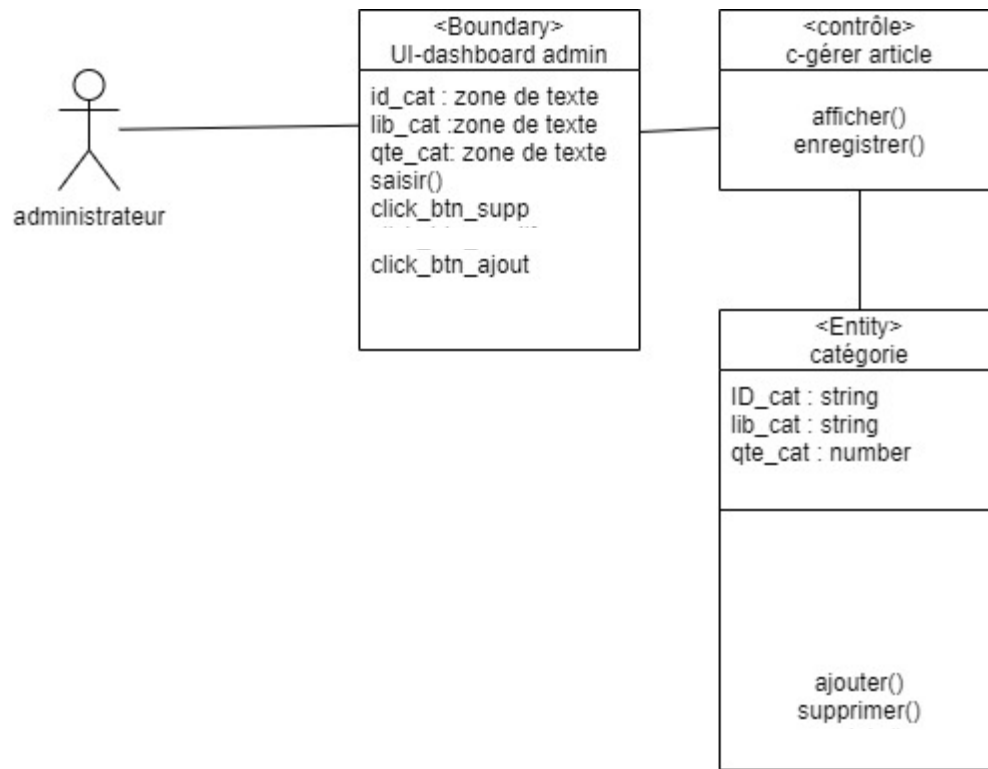 administrateur
<Boundary>
UI-dashboard admin
id_cat : zone de texte
lib_cat :zone de texte
qte_cat: zone de texte
saisir()
click_btn_supp
click_btn_ajout
<contrôle>
c-gérer article
afficher()
enregistrer()
<Entity>
catégorie
ID_cat : string
lib_cat : string
qte_cat : number
ajouter()
supprimer()